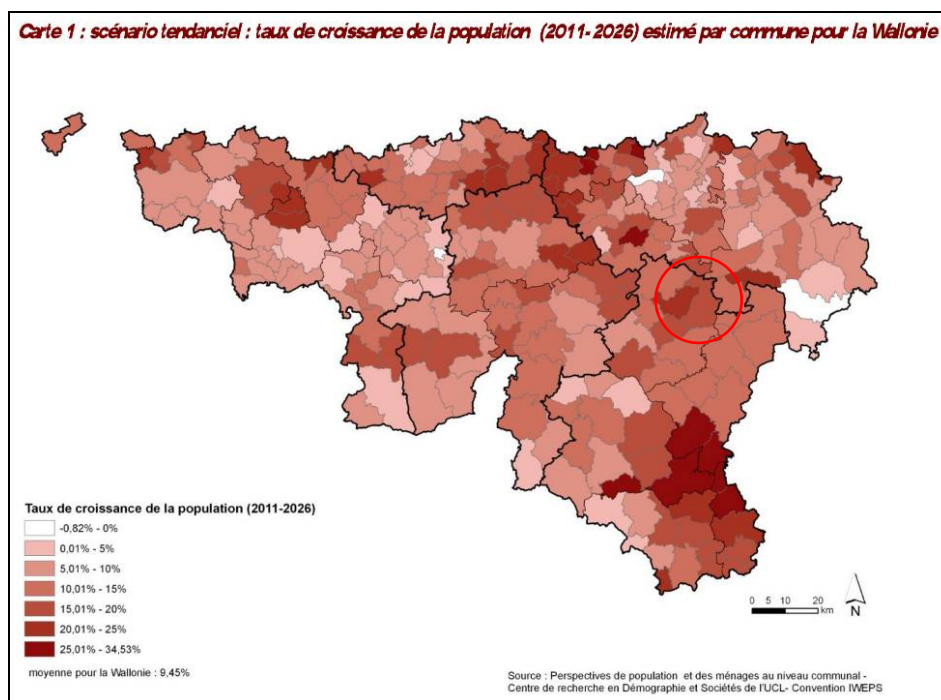 Carte 1 : scénario tendanciel : taux de croissance de la population (2011-2026) estimé par commune pour la Wallonie
Taux de croissance de la population (2011-2026)
-0,82% - 0%
0,01% - 5%
5,01% - 10%
10,01% - 15%
15,01% - 20%
20,01% - 25%
25,01% - 34,53%
moyenne pour la Wallonie : 9,45%
0 5 10 20
km
N
Source : Perspectives de population et des ménages au niveau communal -
Centre de recherche en Démographie et Sociétés de l'UCL- Convention IWEPS